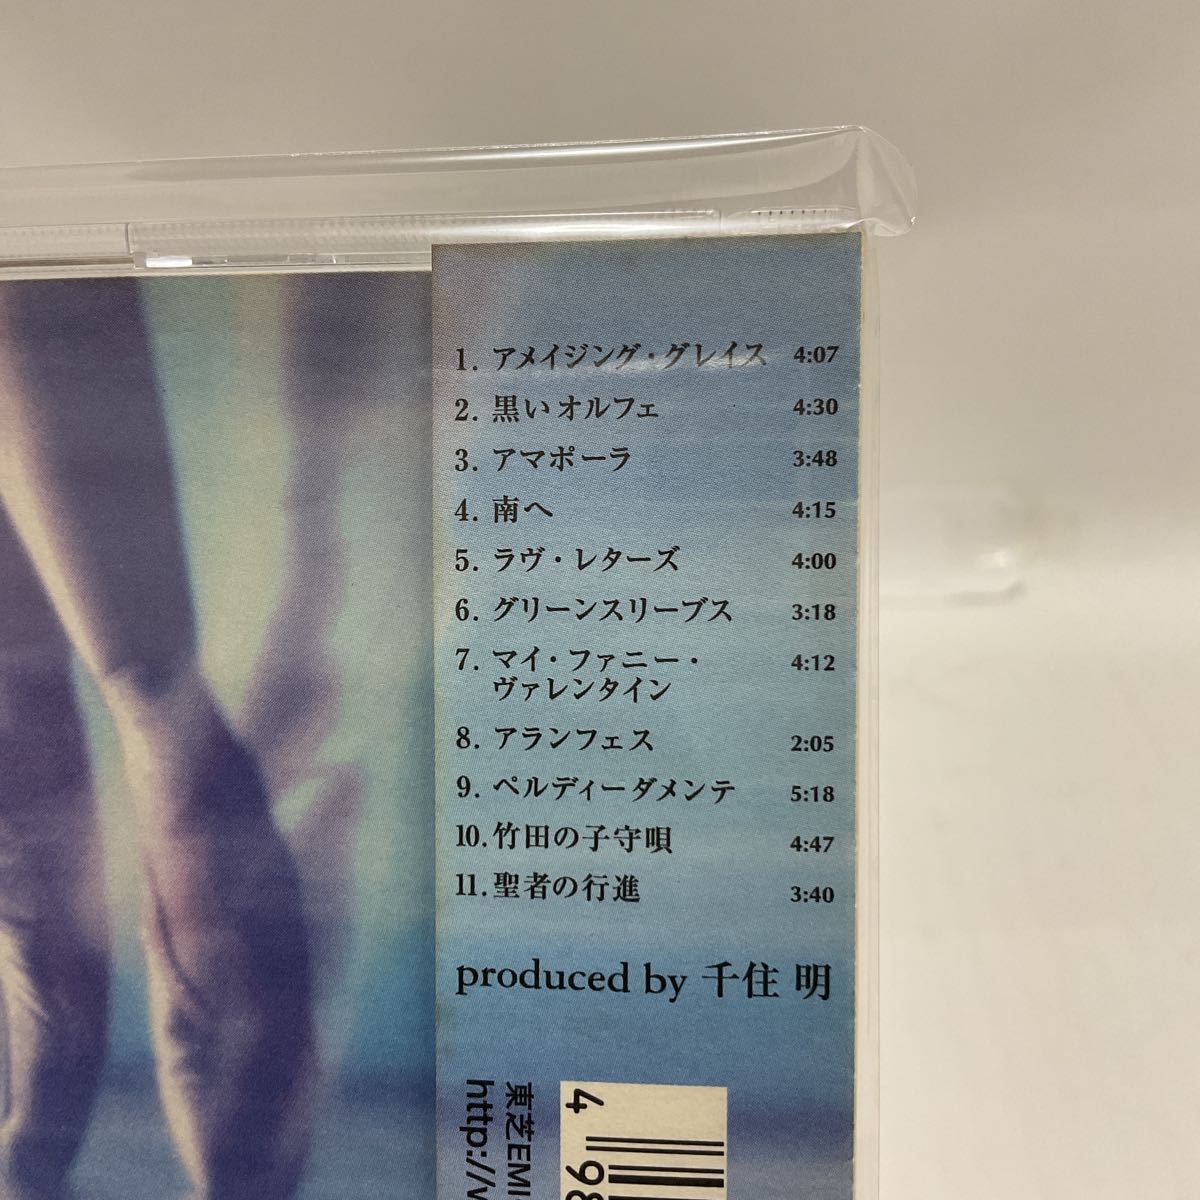 1. アメイジング・グレイス 4:07
2. 黒いオルフェ 4:30
3. アマポーラ 3:48
4. 南へ 4:15
5. ラヴ・レターズ 4:00
6. グリーンスリーブス 3:18
7. マイ・ファニー・ 4:12
ヴァレンタイン
8. アランフェス 2:05
9. ペルディーダメンテ 5:18
10. 竹田の子守唄 4:47
11. 聖者の行進 3:40
produced by 千住 明
東芝EMI
http://
4 98